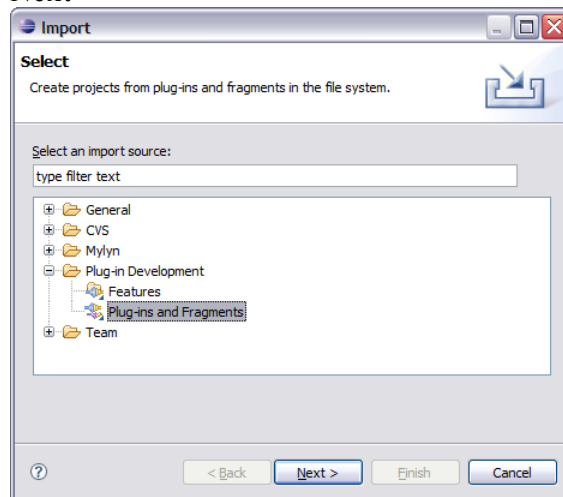 Import
Select
Create projects from plug-ins and fragments in the file system.
Select an import source:
type filter text
General
CVS
Mylyn
Plug-in Development
Features
Plug-ins and Fragments
Team
< Back Next > Finish Cancel